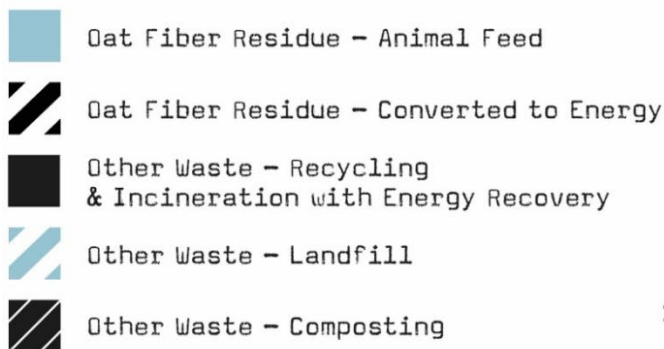 Oat Fiber Residue – Animal Feed
Oat Fiber Residue – Converted to Energy
Other Waste – Recycling
& Incineration with Energy Recovery
Other Waste – Landfill
Other Waste – Composting